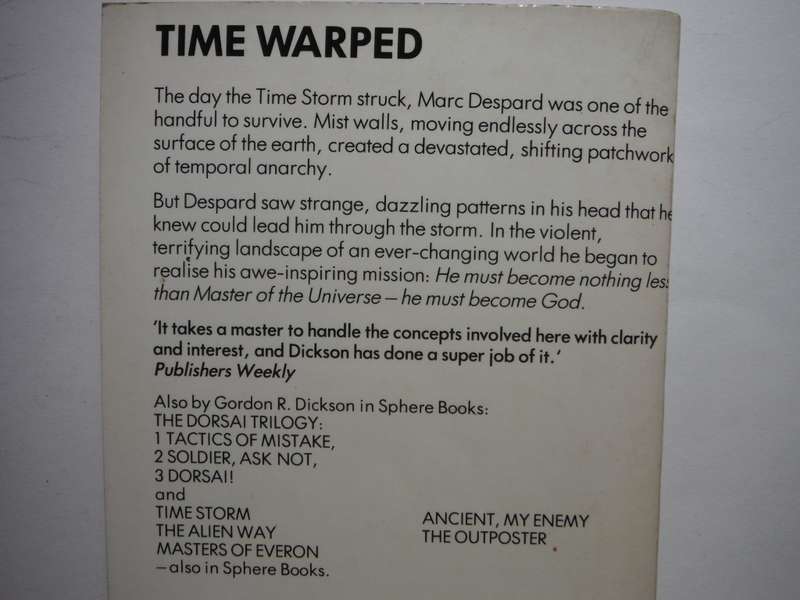 TIME WARPED
The day the Time Storm struck, Marc Despard was one of the
handful to survive. Mist walls, moving endlessly across the
surface of the earth, created a devastated, shifting patchwork
of temporal anarchy.
But Despard saw strange, dazzling patterns in his head that he
knew could lead him through the storm. In the violent,
terrifying landscape of an ever-changing world he began to
realise his awe-inspiring mission: He must become nothing less
than Master of the Universe – he must become God.
'It takes a master to handle the concepts involved here with clarity
and interest, and Dickson has done a super job of it.'
Publishers Weekly
Also by Gordon R. Dickson in Sphere Books:
THE DORSAI TRILOGY:
1 TACTICS OF MISTAKE,
2 SOLDIER, ASK NOT,
3 DORSAI!
and
TIME STORM
THE ALIEN WAY
MASTERS OF EVERON
– also in Sphere Books.
ANCIENT, MY ENEMY
THE OUTPOSTER